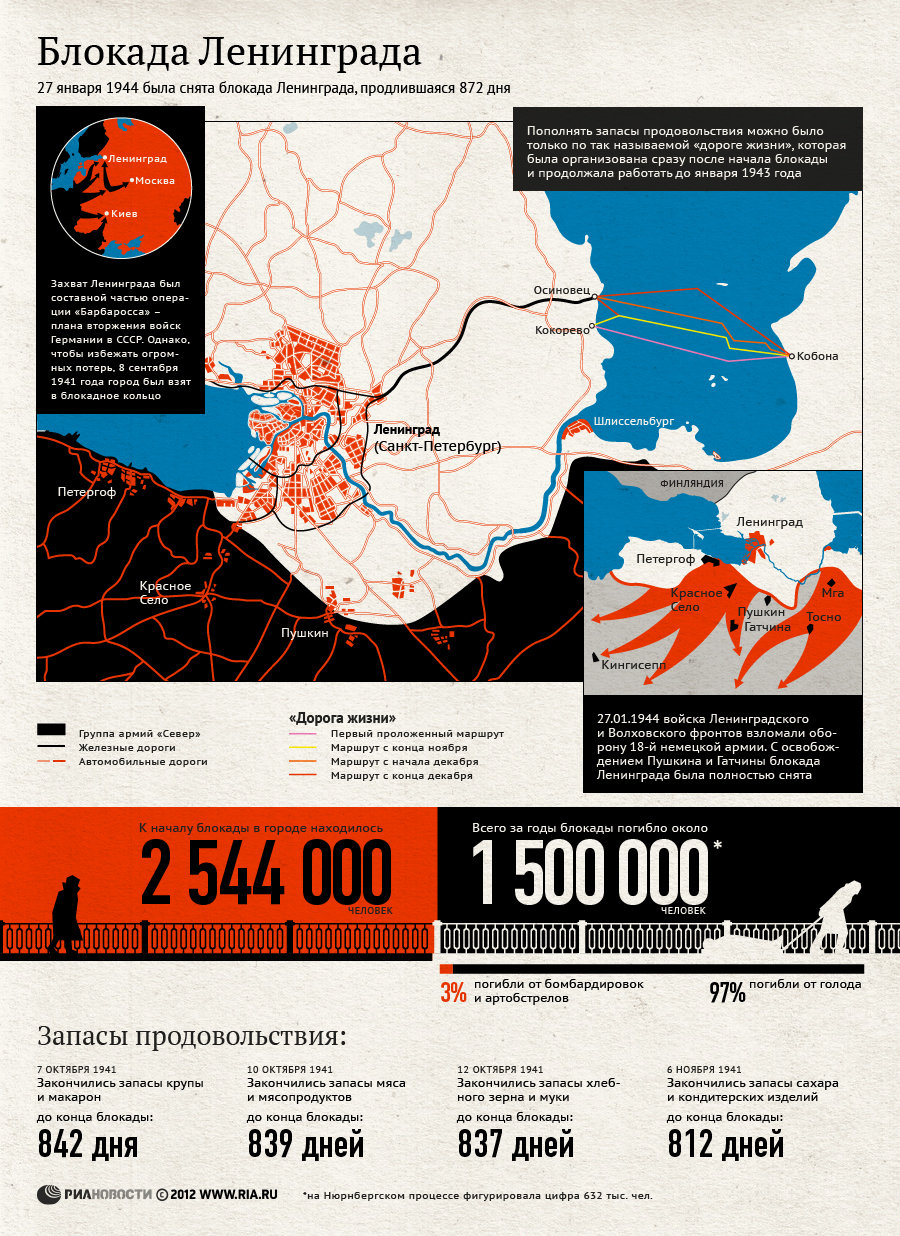 Блокада Ленинграда
27 января 1944 была снята блокада Ленинграда, продлившаяся 872 дня
Ленинград
Москва
Киев
Захват Ленинграда был
составной частью опера-
ции «Барбаросса» –
плана вторжения войск
Германии в СССР. Однако,
чтобы избежать огром-
ных потерь, 8 сентября
1941 года город был взят
в блокадное кольцо
Пополнять запасы продовольствия можно было
только по так называемой «дороге жизни», которая
была организована сразу после начала блокады
и продолжала работать до января 1943 года
Осиновец
Кокорево
Кобона
Шлиссельбург
Ленинград
(Санкт-Петербург)
Петергоф
Красное
Село
Пушкин
ФИНЛЯНДИЯ
Ленинград
Петергоф
Красное
Село
Пушкин
Гатчина
Мга
Тосно
Кингисепп
27.01.1944 войска Ленинградского
и Волховского фронтов взломали обо-
рону 18-й немецкой армии. С освобож-
дением Пушкина и Гатчины блокада
Ленинграда была полностью снята
Группа армий «Север»
Железные дороги
Автомобильные дороги
«Дорога жизни»
Первый проложенный маршрут
Маршрут с конца ноября
Маршрут с начала декабря
Маршрут с конца декабря
К началу блокады в городе находилось
2 544 000
ЧЕЛОВЕК
Всего за годы блокады погибло около
1 500 000*
ЧЕЛОВЕК
3% погибли от бомбардировок
и артобстрелов
97% погибли от голода
Запасы продовольствия:
7 ОКТЯБРЯ 1941
Закончились запасы крупы
и макарон
до конца блокады:
842 дня
10 ОКТЯБРЯ 1941
Закончились запасы мяса
и мясопродуктов
до конца блокады:
839 дней
12 ОКТЯБРЯ 1941
Закончились запасы хлеб-
ного зерна и муки
до конца блокады:
837 дней
6 НОЯБРЯ 1941
Закончились запасы сахара
и кондитерских изделий
до конца блокады:
812 дней
РИАНОВОСТИ © 2012 WWW.RIA.RU
*на Нюрнбергском процессе фигурировала цифра 632 тыс. чел.